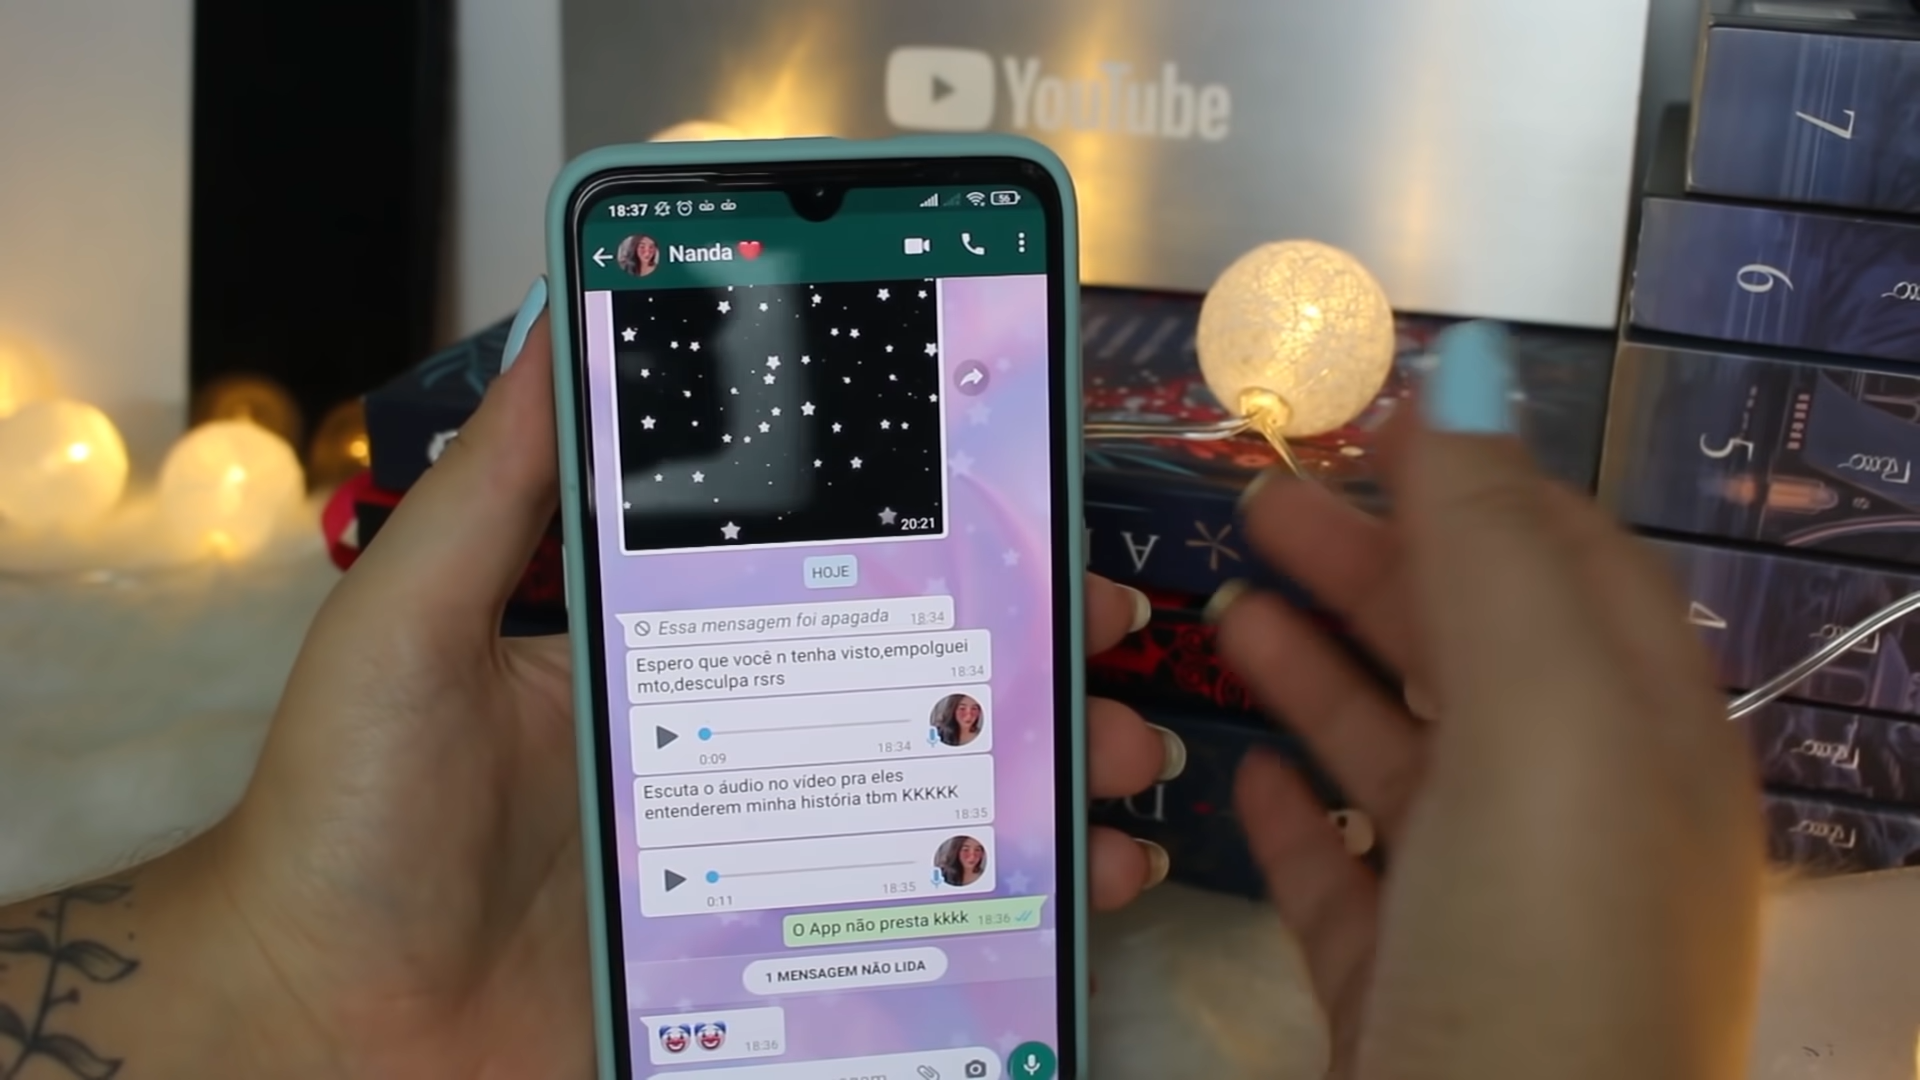 YouTube
18:37
56
Nanda
20:21
HOJE
Essa mensagem foi apagada 18:34
Espero que você n tenha visto,empolguei
mto,desculpa rsrs 18:34
0:09 18:34
Escuta o áudio no vídeo pra eles
entenderem minha história tbm KKKKK
18:35
0:11 18:35
O App não presta kkkk 18:36
1 MENSAGEM NÃO LIDA
18:36
7
6
5
4
A